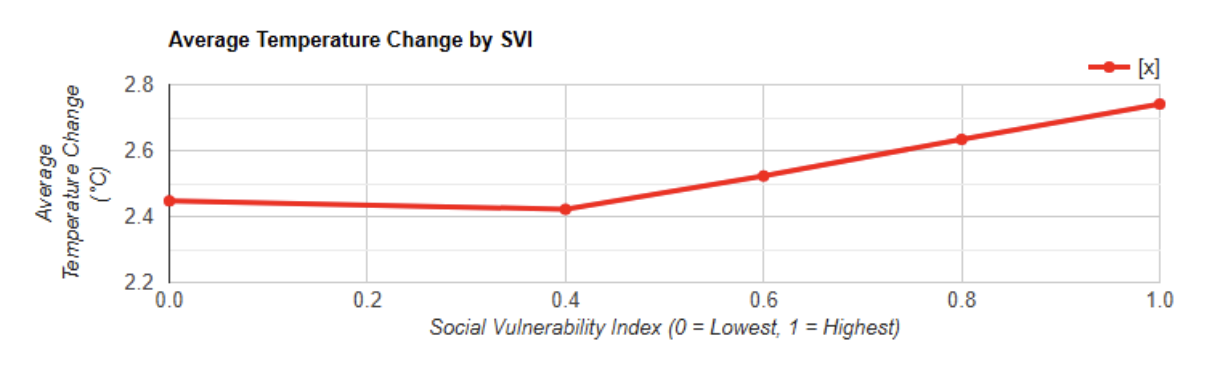 Average Temperature Change by SVI
[x]
Average
Temperature Change
(°C)
2.8
2.6
2.4
2.2
0.0 0.2 0.4 0.6 0.8 1.0
Social Vulnerability Index (0 = Lowest, 1 = Highest)